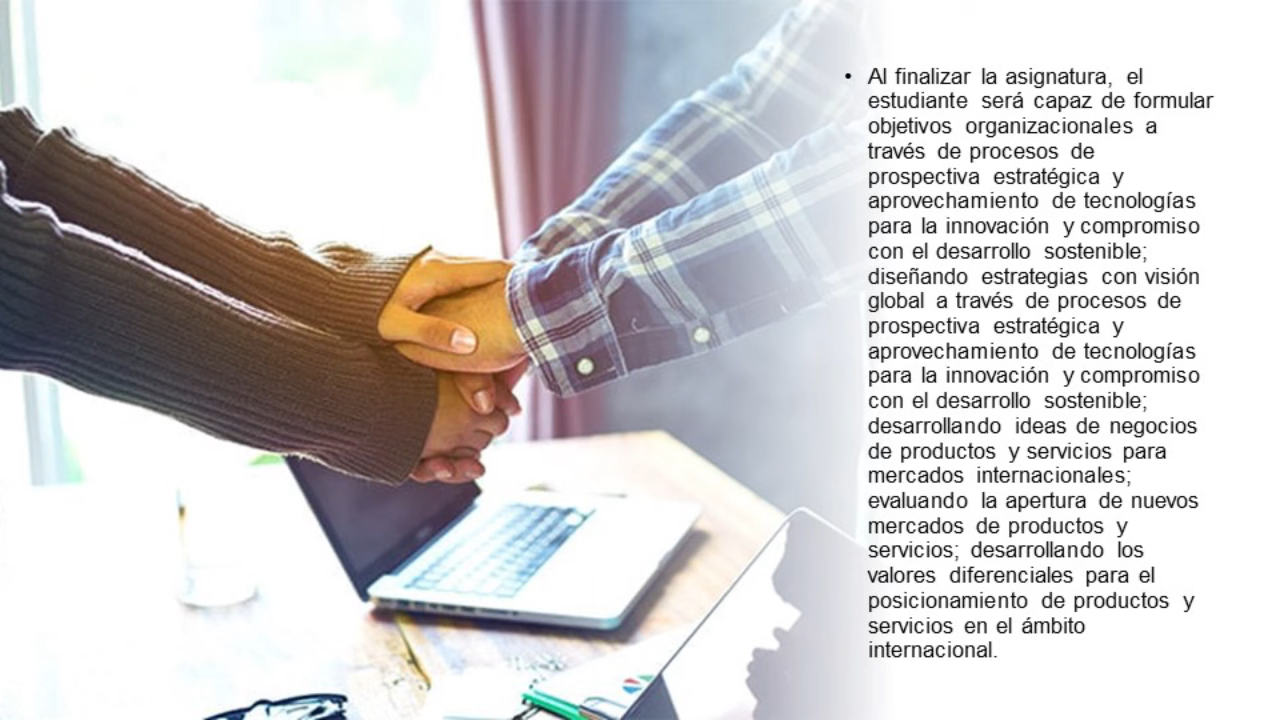 • Al finalizar la asignatura, el
estudiante será capaz de formular
objetivos organizacionales a
través de procesos de
prospectiva estratégica y
aprovechamiento de tecnologías
para la innovación y compromiso
con el desarrollo sostenible;
diseñando estrategias con visión
global a través de procesos de
prospectiva estratégica y
aprovechamiento de tecnologías
para la innovación y compromiso
con el desarrollo sostenible;
desarrollando ideas de negocios
de productos y servicios para
mercados internacionales;
evaluando la apertura de nuevos
mercados de productos y
servicios; desarrollando los
valores diferenciales para el
posicionamiento de productos y
servicios en el ámbito
internacional.